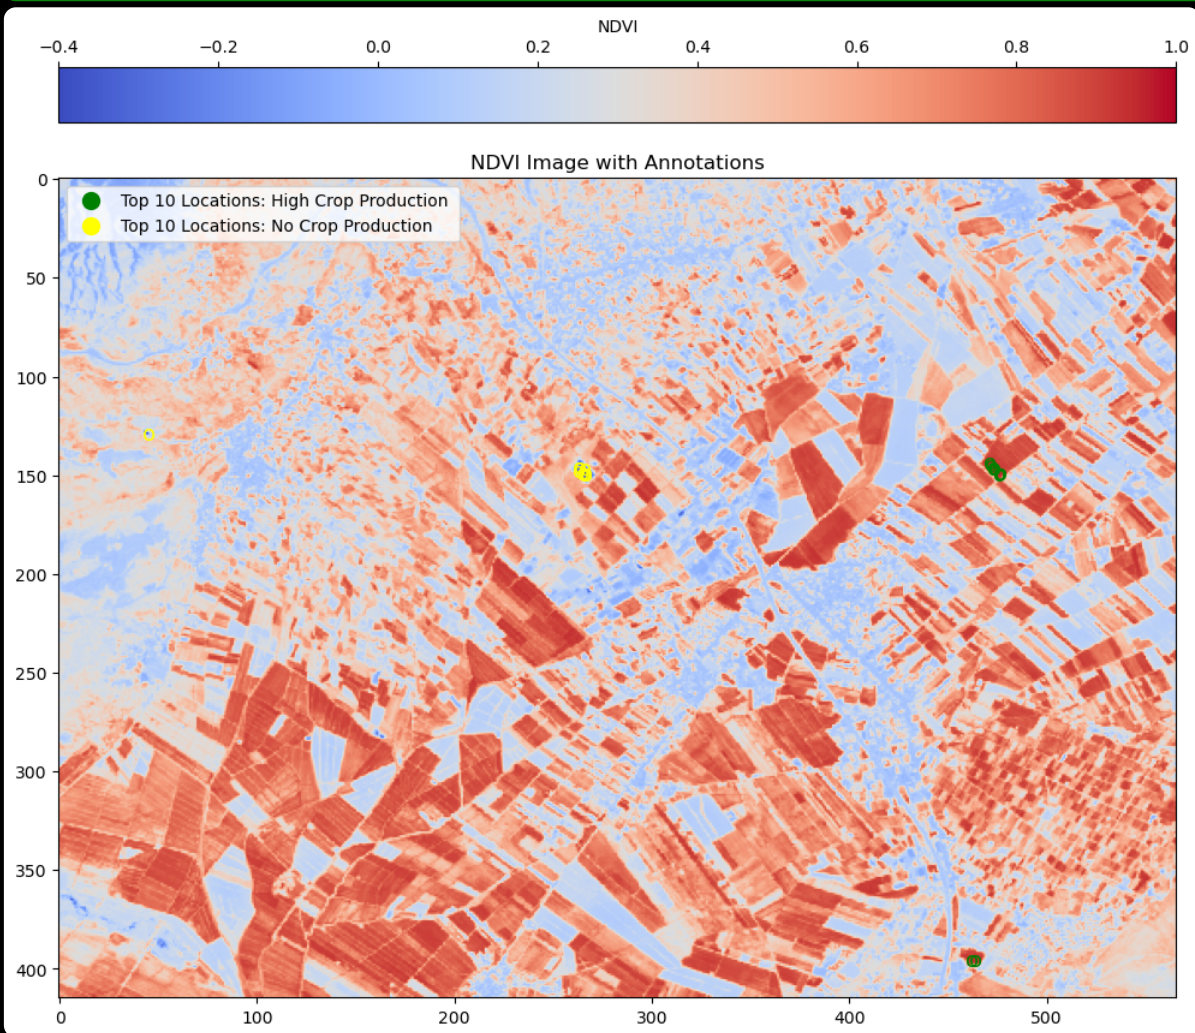 NDVI
−0.4 −0.2 0.0 0.2 0.4 0.6 0.8 1.0
NDVI Image with Annotations
Top 10 Locations: High Crop Production
Top 10 Locations: No Crop Production
0
50
100
150
200
250
300
350
400
0 100 200 300 400 500